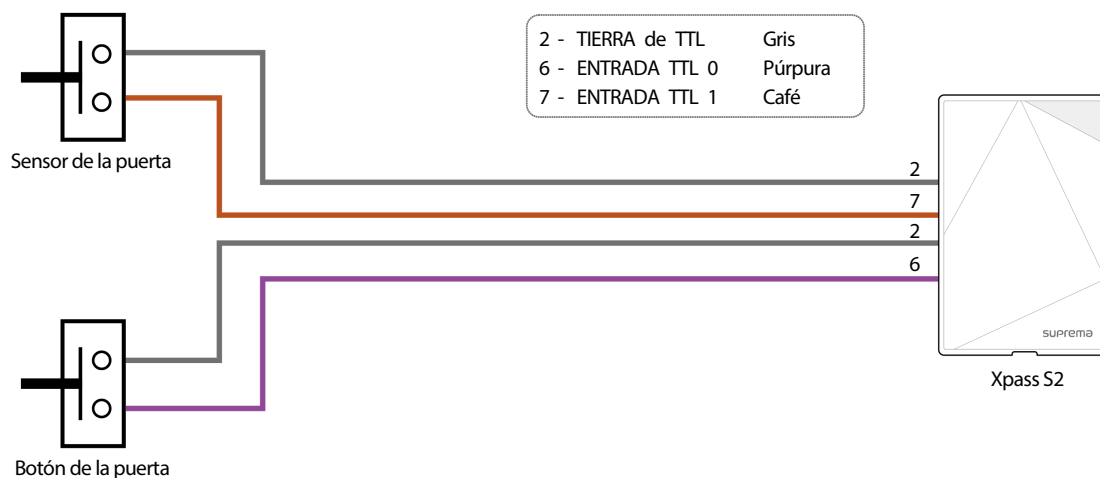 2 - TIERRA de TTL Gris
6 - ENTRADA TTL 0 Púrpura
7 - ENTRADA TTL 1 Café
Sensor de la puerta
2
7
2
6
suprema
Xpass S2
Botón de la puerta